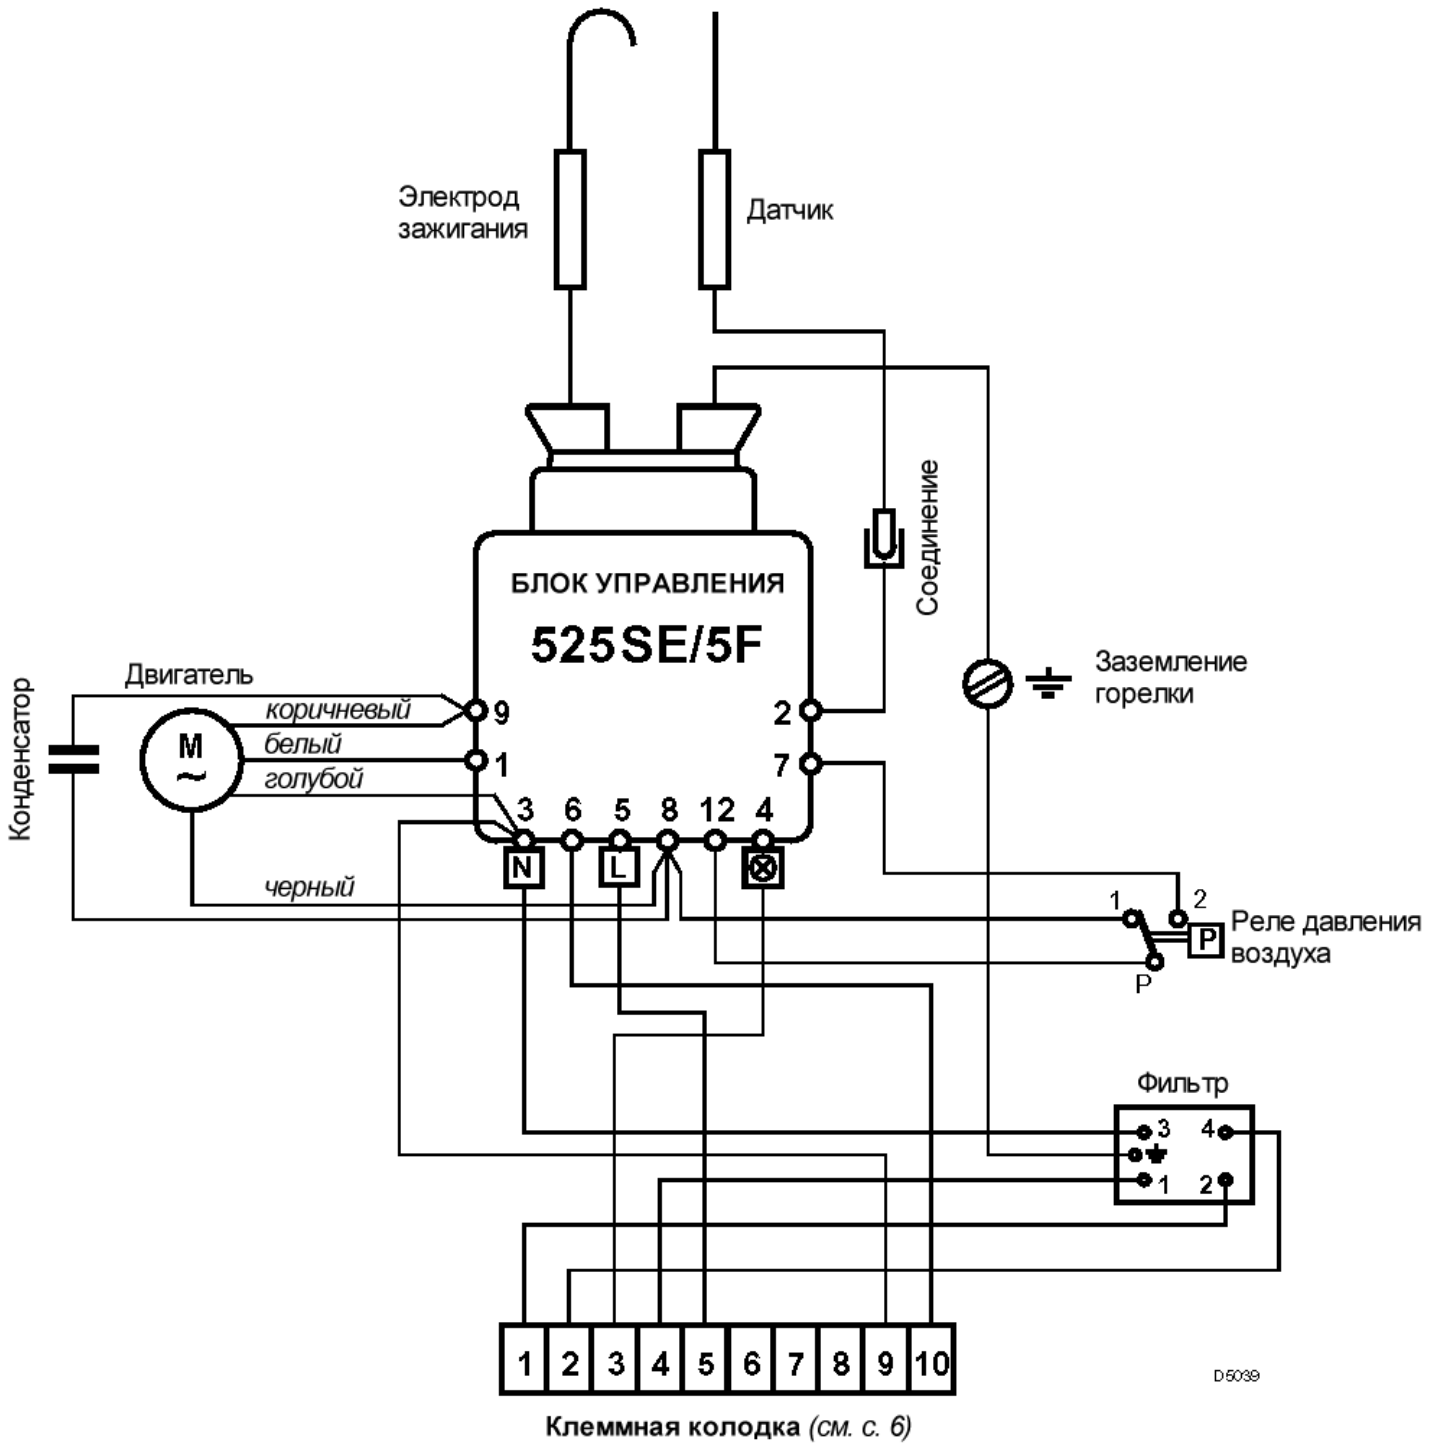 Электрод
зажигания
Датчик
Соединение
БЛОК УПРАВЛЕНИЯ
525SE/5F
Заземление
горелки
Двигатель
Конденсатор
коричневый
белый
голубой
черный
M
~
9
1
2
7
3 6 5 8 12 4
N L
1 2
P
P
Реле давления
воздуха
Фильтр
3 4
1 2
1 2 3 4 5 6 7 8 9 10
D5039
Клеммная колодка (см. с. 6)